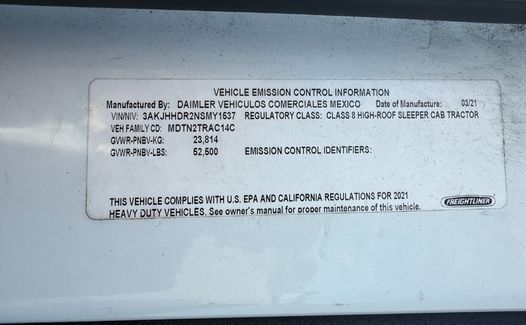 VEHICLE EMISSION CONTROL INFORMATION
Manufactured By: DAIMLER VEHICULOS COMERCIALES MEXICO Date of Manufacture: 03/21
VIN/NIV: 3AKJHHDR2NSMY1537 REGULATORY CLASS: CLASS 8 HIGH-ROOF SLEEPER CAB TRACTOR
VEH FAMILY CD: MDTN2TRAC14C
GVWR-PNBV-KG: 23,814
GVWR-PNBV-LBS: 52,500 EMISSION CONTROL IDENTIFIERS:
THIS VEHICLE COMPLIES WITH U.S. EPA AND CALIFORNIA REGULATIONS FOR 2021
HEAVY DUTY VEHICLES. See owner's manual for proper maintenance of this vehicle.
FREIGHTLINER